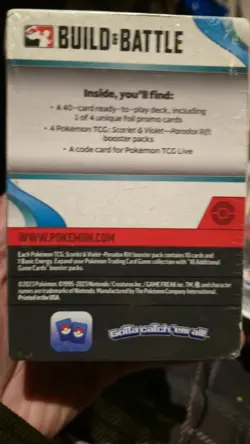 BUILD & BATTLE
Inside, you'll find:
• A 40-card ready-to-play deck, including
1 of 4 unique foil promo cards
• 4 Pokémon TCG: Scarlet & Violet—Paradox Rift
booster packs
• A code card for Pokémon TCG Live
WWW.POKEMON.COM
Each Pokémon TCG: Scarlet & Violet—Paradox Rift booster pack contains 10 cards and
1 Basic Energy. Expand your Pokémon Trading Card Game collection with "10 Additional
Game Cards" booster packs.
©2023 Pokémon. ©1995–2023 Nintendo / Creatures Inc. / GAME FREAK inc. TM, ®, and character
names are trademarks of Nintendo. Manufactured by The Pokémon Company International.
Printed in the USA.
Gotta catch 'em all!